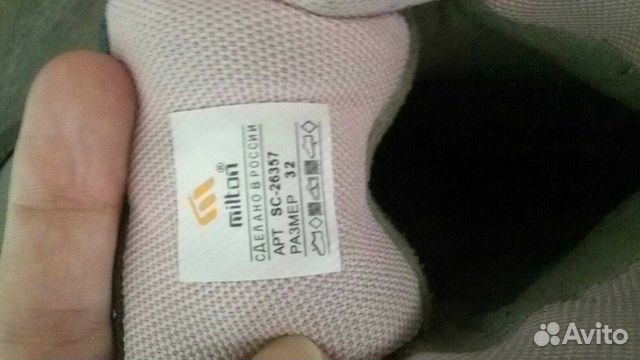 milton®
СДЕЛАНО В РОССИИ
АРТ SC-26357
РАЗМЕР 32
Avito